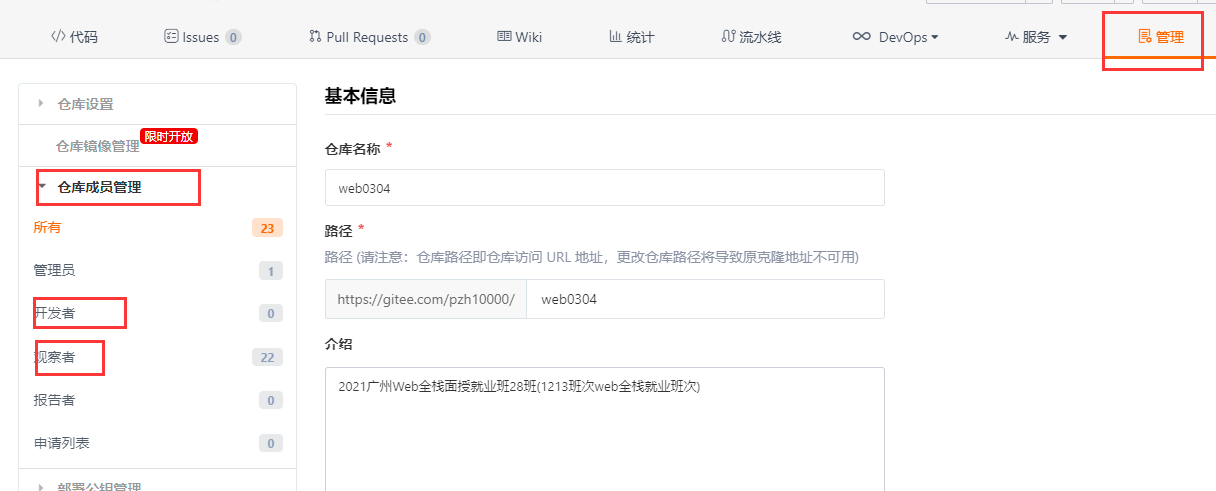 代码 Issues 0 Pull Requests 0 Wiki 统计 流水线 DevOps 服务 管理
仓库设置
仓库镜像管理 限时开放
仓库成员管理
所有 23
管理员 1
开发者 0
观察者 22
报告者 0
申请列表 0
部署公钥管理
基本信息
仓库名称 *
web0304
路径 *
路径 (请注意：仓库路径即仓库访问 URL 地址，更改仓库路径将导致原克隆地址不可用)
https://gitee.com/pzh10000/ web0304
介绍
2021广州Web全栈面授就业班28班(1213班次web全栈就业班次)